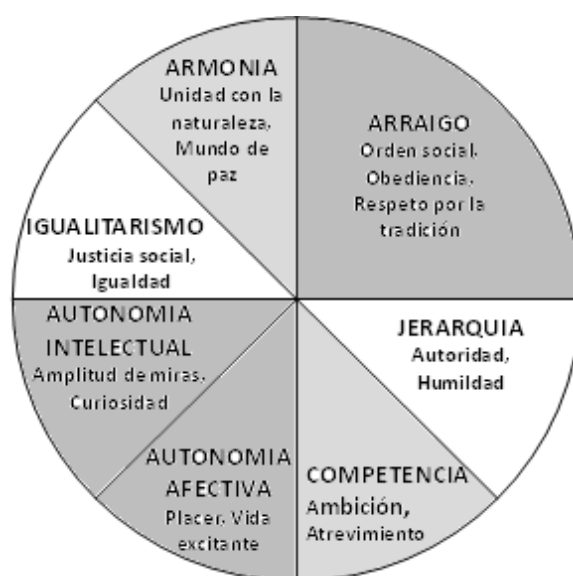 ARMONIA
Unidad con la
naturaleza,
Mundo de
paz
ARRAIGO
Orden social,
Obediencia,
Respeto por la
tradición
IGUALITARISMO
Justicia social,
Igualdad
JERARQUIA
Autoridad,
Humildad
AUTONOMIA
INTELECTUAL
Amplitud de miras,
Curiosidad
AUTONOMIA
AFECTIVA
Placer, Vida
excitante
COMPETENCIA
Ambición,
Atrevimiento